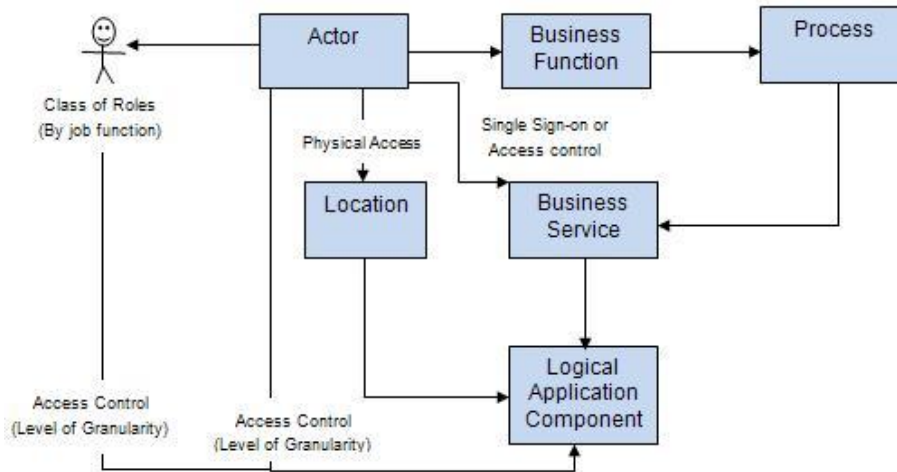 Actor
Business
Function
Process
Class of Roles
(By job function)
Physical Access
Single Sign-on or
Access control
Location
Business
Service
Logical
Application
Component
Access Control
(Level of Granularity)
Access Control
(Level of Granularity)